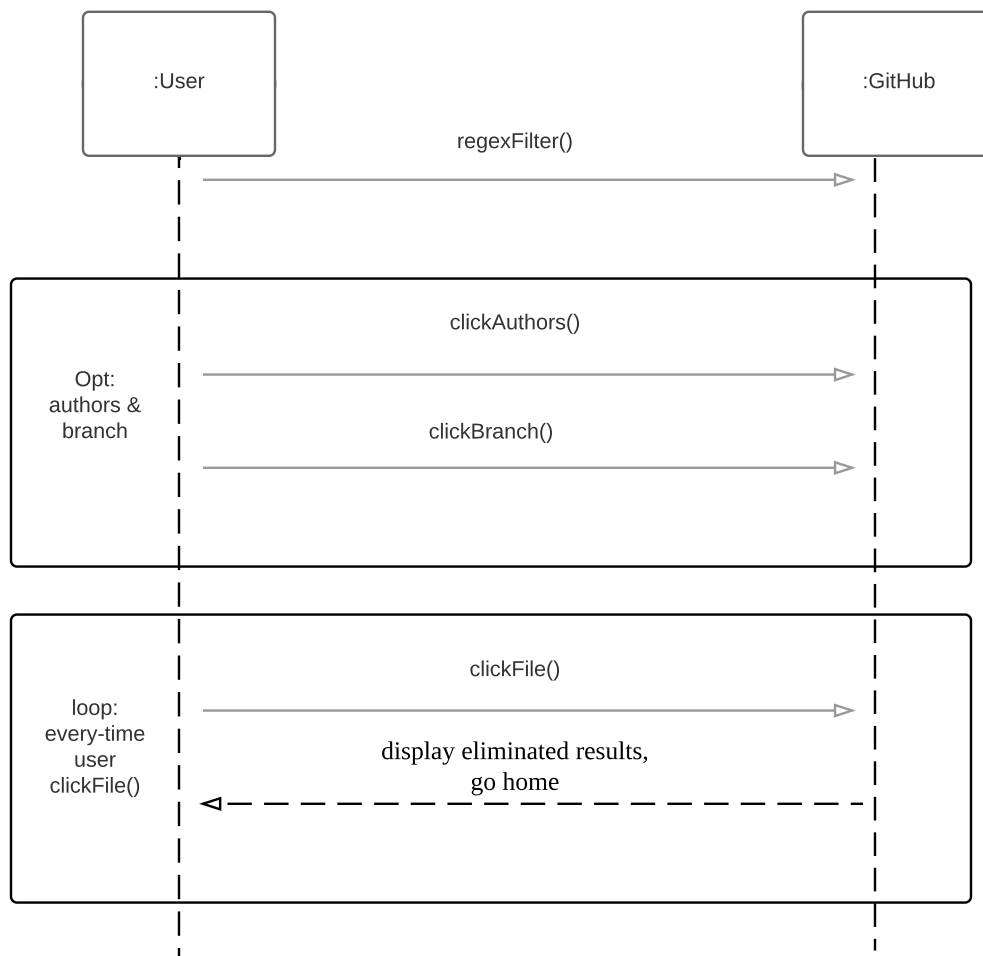 :User
:GitHub
regexFilter()
clickAuthors()
Opt:
authors &
branch
clickBranch()
clickFile()
loop:
every-time
user
clickFile()
display eliminated results,
go home